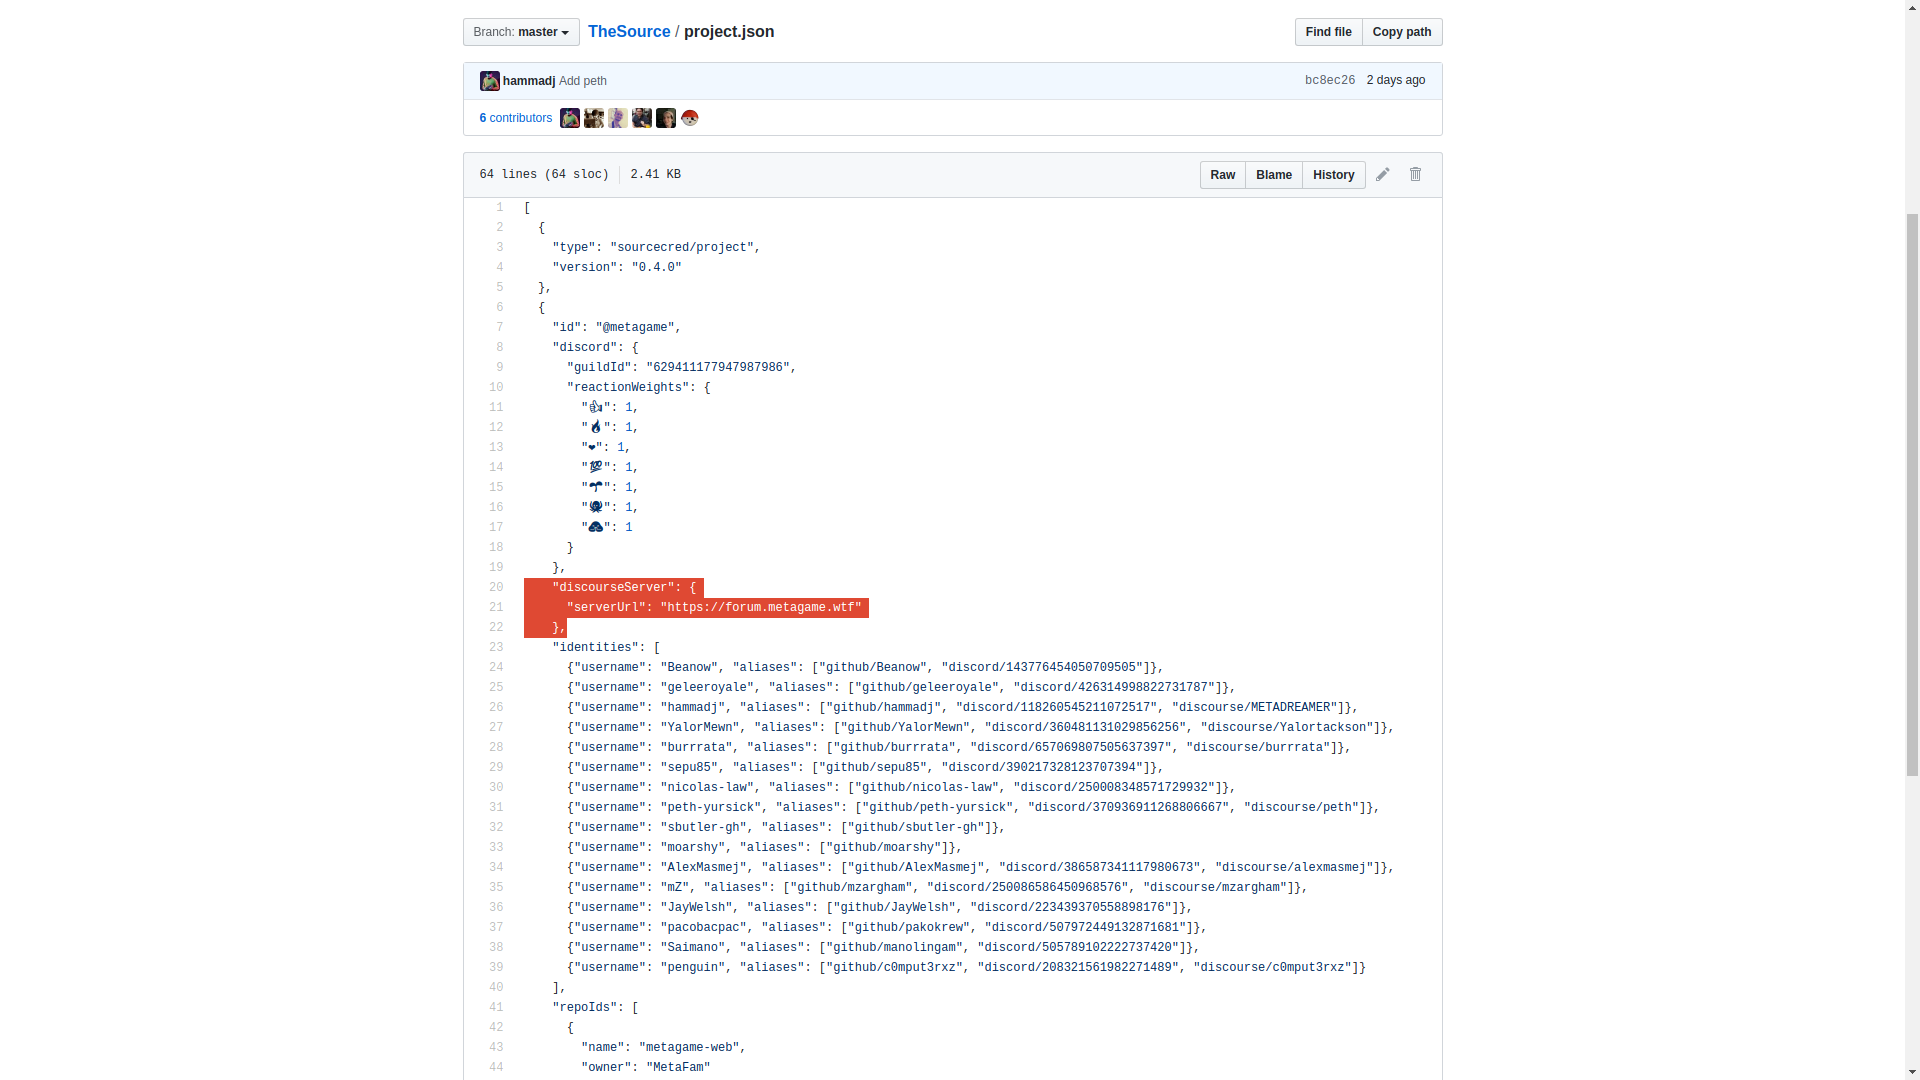 Branch: master
TheSource / project.json
Find file
Copy path
hammadj Add peth
bc8ec26 2 days ago
6 contributors
64 lines (64 sloc) 2.41 KB
Raw
Blame
History
1 [
2 {
3 "type": "sourcecred/project",
4 "version": "0.4.0"
5 },
6 {
7 "id": "@metagame",
8 "discord": {
9 "guildId": "629411177947987986",
10 "reactionWeights": {
11 "👍": 1,
12 "🔥": 1,
13 "❤": 1,
14 "💯": 1,
15 "🌱": 1,
16 "🐙": 1,
17 "💩": 1
18 }
19 },
20 "discourseServer": {
21 "serverUrl": "https://forum.metagame.wtf"
22 },
23 "identities": [
24 {"username": "Beanow", "aliases": ["github/Beanow", "discord/143776454050709505"]},
25 {"username": "geleeroyale", "aliases": ["github/geleeroyale", "discord/426314998822731787"]},
26 {"username": "hammadj", "aliases": ["github/hammadj", "discord/118260545211072517", "discourse/METADREAMER"]},
27 {"username": "YalorMewn", "aliases": ["github/YalorMewn", "discord/360481131029856256", "discourse/Yalortackson"]},
28 {"username": "burrrata", "aliases": ["github/burrrata", "discord/657069807505637397", "discourse/burrrata"]},
29 {"username": "sepu85", "aliases": ["github/sepu85", "discord/390217328123707394"]},
30 {"username": "nicolas-law", "aliases": ["github/nicolas-law", "discord/250008348571729932"]},
31 {"username": "peth-yursick", "aliases": ["github/peth-yursick", "discord/370936911268806667", "discourse/peth"]},
32 {"username": "sbutler-gh", "aliases": ["github/sbutler-gh"]},
33 {"username": "moarshy", "aliases": ["github/moarshy"]},
34 {"username": "AlexMasmej", "aliases": ["github/AlexMasmej", "discord/386587341117980673", "discourse/alexmasmej"]},
35 {"username": "mZ", "aliases": ["github/mzargham", "discord/250086586450968576", "discourse/mzargham"]},
36 {"username": "JayWelsh", "aliases": ["github/JayWelsh", "discord/223439370558898176"]},
37 {"username": "pacobacpac", "aliases": ["github/pakokrew", "discord/507972449132871681"]},
38 {"username": "Saimano", "aliases": ["github/manolingam", "discord/505789102222737420"]},
39 {"username": "penguin", "aliases": ["github/c0mput3rxz", "discord/208321561982271489", "discourse/c0mput3rxz"]}
40 ],
41 "repoIds": [
42 {
43 "name": "metagame-web",
44 "owner": "MetaFam"